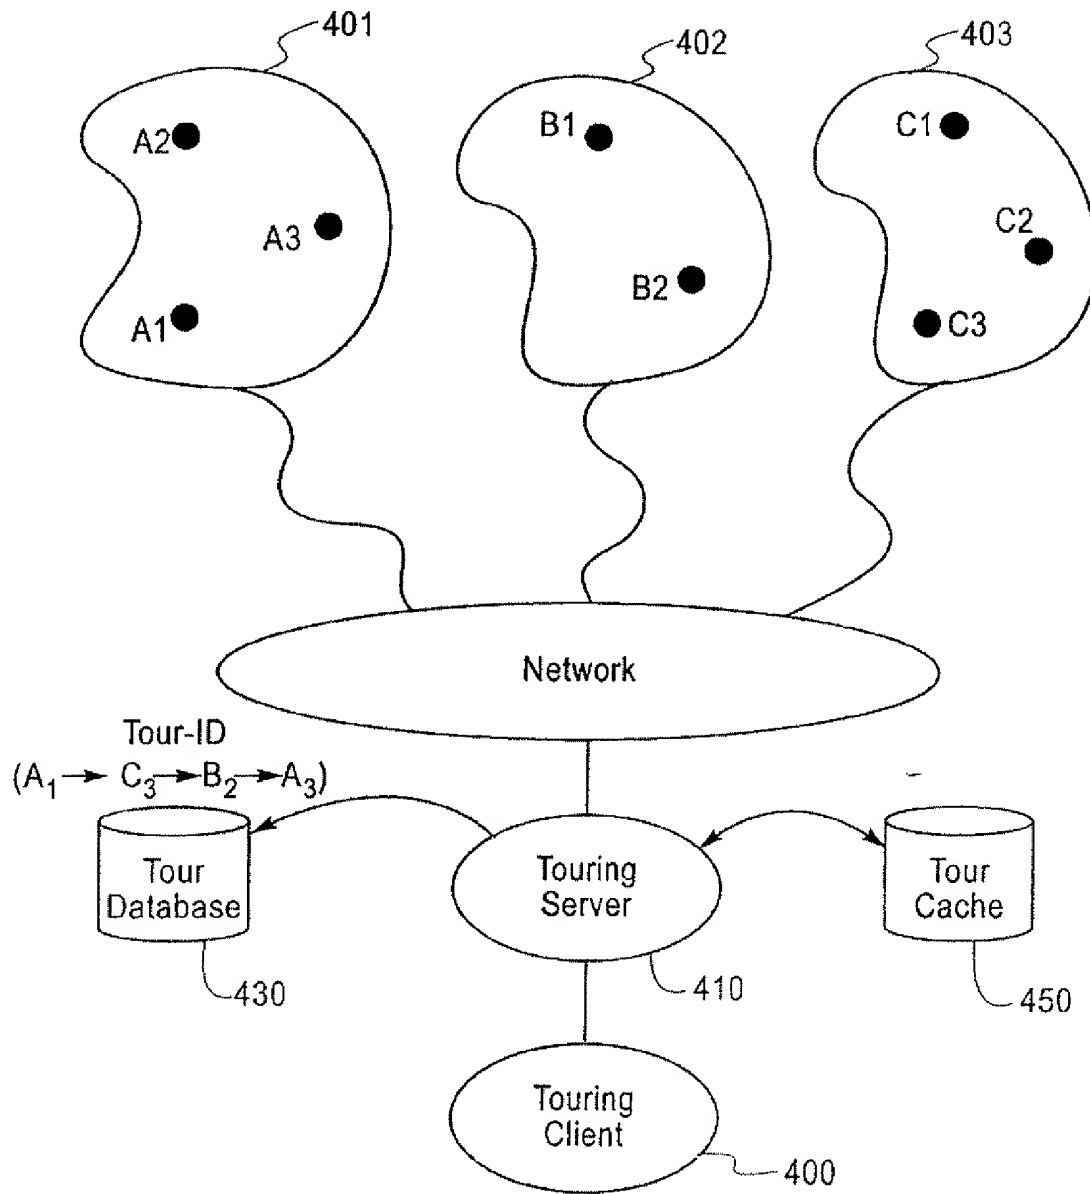 401
402
403
A2
B1
C1
A3
C2
B2
A1
C3
Network
Tour-ID
(A₁ → C₃ → B₂ → A₃)
Tour
Database
Touring
Server
Tour
Cache
430
410
450
Touring
Client
400